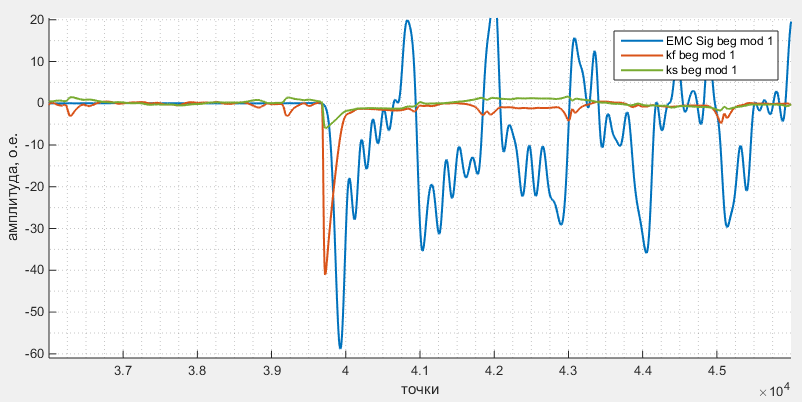 20
10
0
-10
-20
-30
-40
-50
-60
амплитуда, о.е.
EMC Sig beg mod 1
kf beg mod 1
ks beg mod 1
3.7 3.8 3.9 4 4.1 4.2 4.3 4.4 4.5
точки
×10⁴